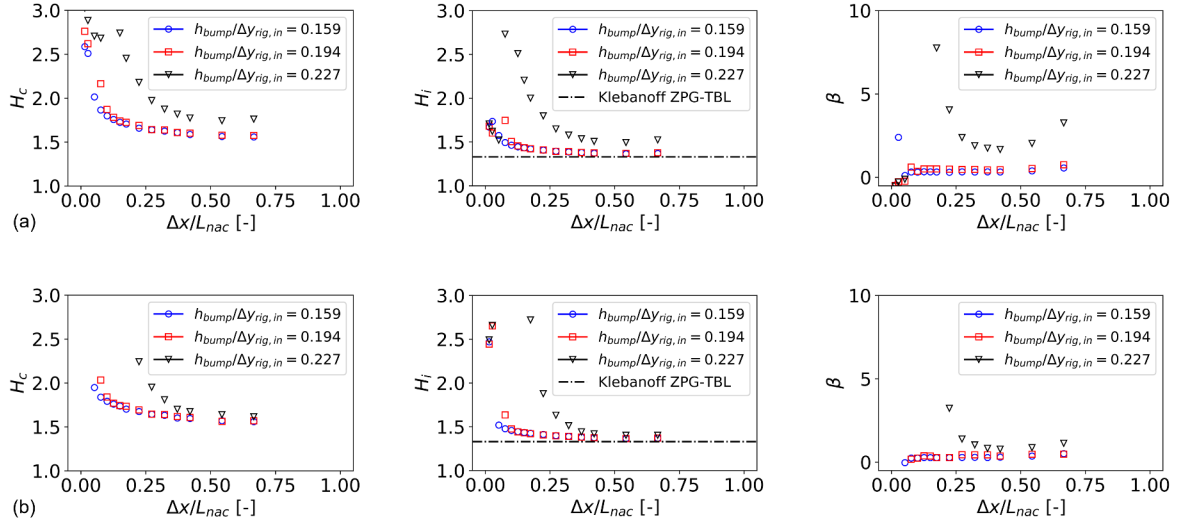 3.0
2.5
2.0
1.5
1.0
H_c
h_bump/Δy_rig,in = 0.159
h_bump/Δy_rig,in = 0.194
h_bump/Δy_rig,in = 0.227
0.00 0.25 0.50 0.75 1.00
Δx/L_nac [-]
(a)
3.0
2.5
2.0
1.5
1.0
H_i
h_bump/Δy_rig,in = 0.159
h_bump/Δy_rig,in = 0.194
h_bump/Δy_rig,in = 0.227
Klebanoff ZPG-TBL
0.00 0.25 0.50 0.75 1.00
Δx/L_nac [-]
10
5
0
β
h_bump/Δy_rig,in = 0.159
h_bump/Δy_rig,in = 0.194
h_bump/Δy_rig,in = 0.227
0.00 0.25 0.50 0.75 1.00
Δx/L_nac [-]
3.0
2.5
2.0
1.5
1.0
H_c
h_bump/Δy_rig,in = 0.159
h_bump/Δy_rig,in = 0.194
h_bump/Δy_rig,in = 0.227
0.00 0.25 0.50 0.75 1.00
Δx/L_nac [-]
(b)
3.0
2.5
2.0
1.5
1.0
H_i
h_bump/Δy_rig,in = 0.159
h_bump/Δy_rig,in = 0.194
h_bump/Δy_rig,in = 0.227
Klebanoff ZPG-TBL
0.00 0.25 0.50 0.75 1.00
Δx/L_nac [-]
10
5
0
β
h_bump/Δy_rig,in = 0.159
h_bump/Δy_rig,in = 0.194
h_bump/Δy_rig,in = 0.227
0.00 0.25 0.50 0.75 1.00
Δx/L_nac [-]